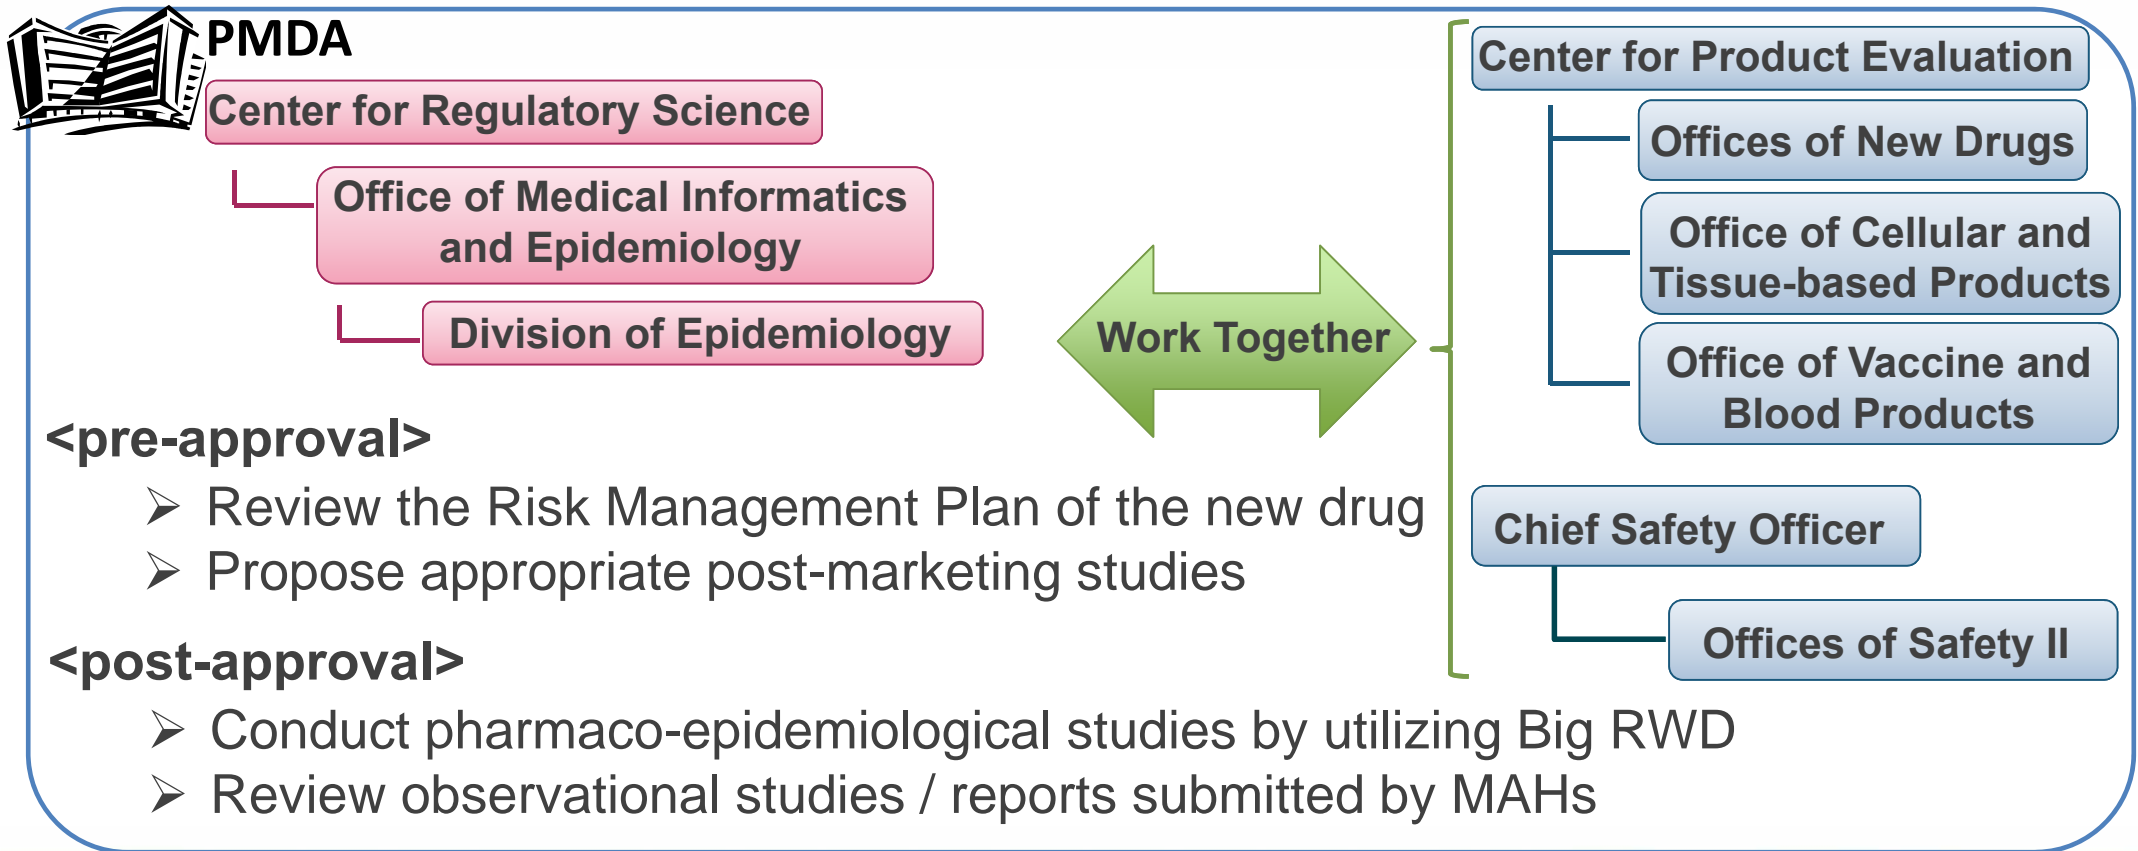 PMDA
Center for Regulatory Science
Office of Medical Informatics
and Epidemiology
Division of Epidemiology
Work Together
Center for Product Evaluation
Offices of New Drugs
Office of Cellular and
Tissue-based Products
Office of Vaccine and
Blood Products
Chief Safety Officer
Offices of Safety II
<pre-approval>
➢ Review the Risk Management Plan of the new drug
➢ Propose appropriate post-marketing studies
<post-approval>
➢ Conduct pharmaco-epidemiological studies by utilizing Big RWD
➢ Review observational studies / reports submitted by MAHs